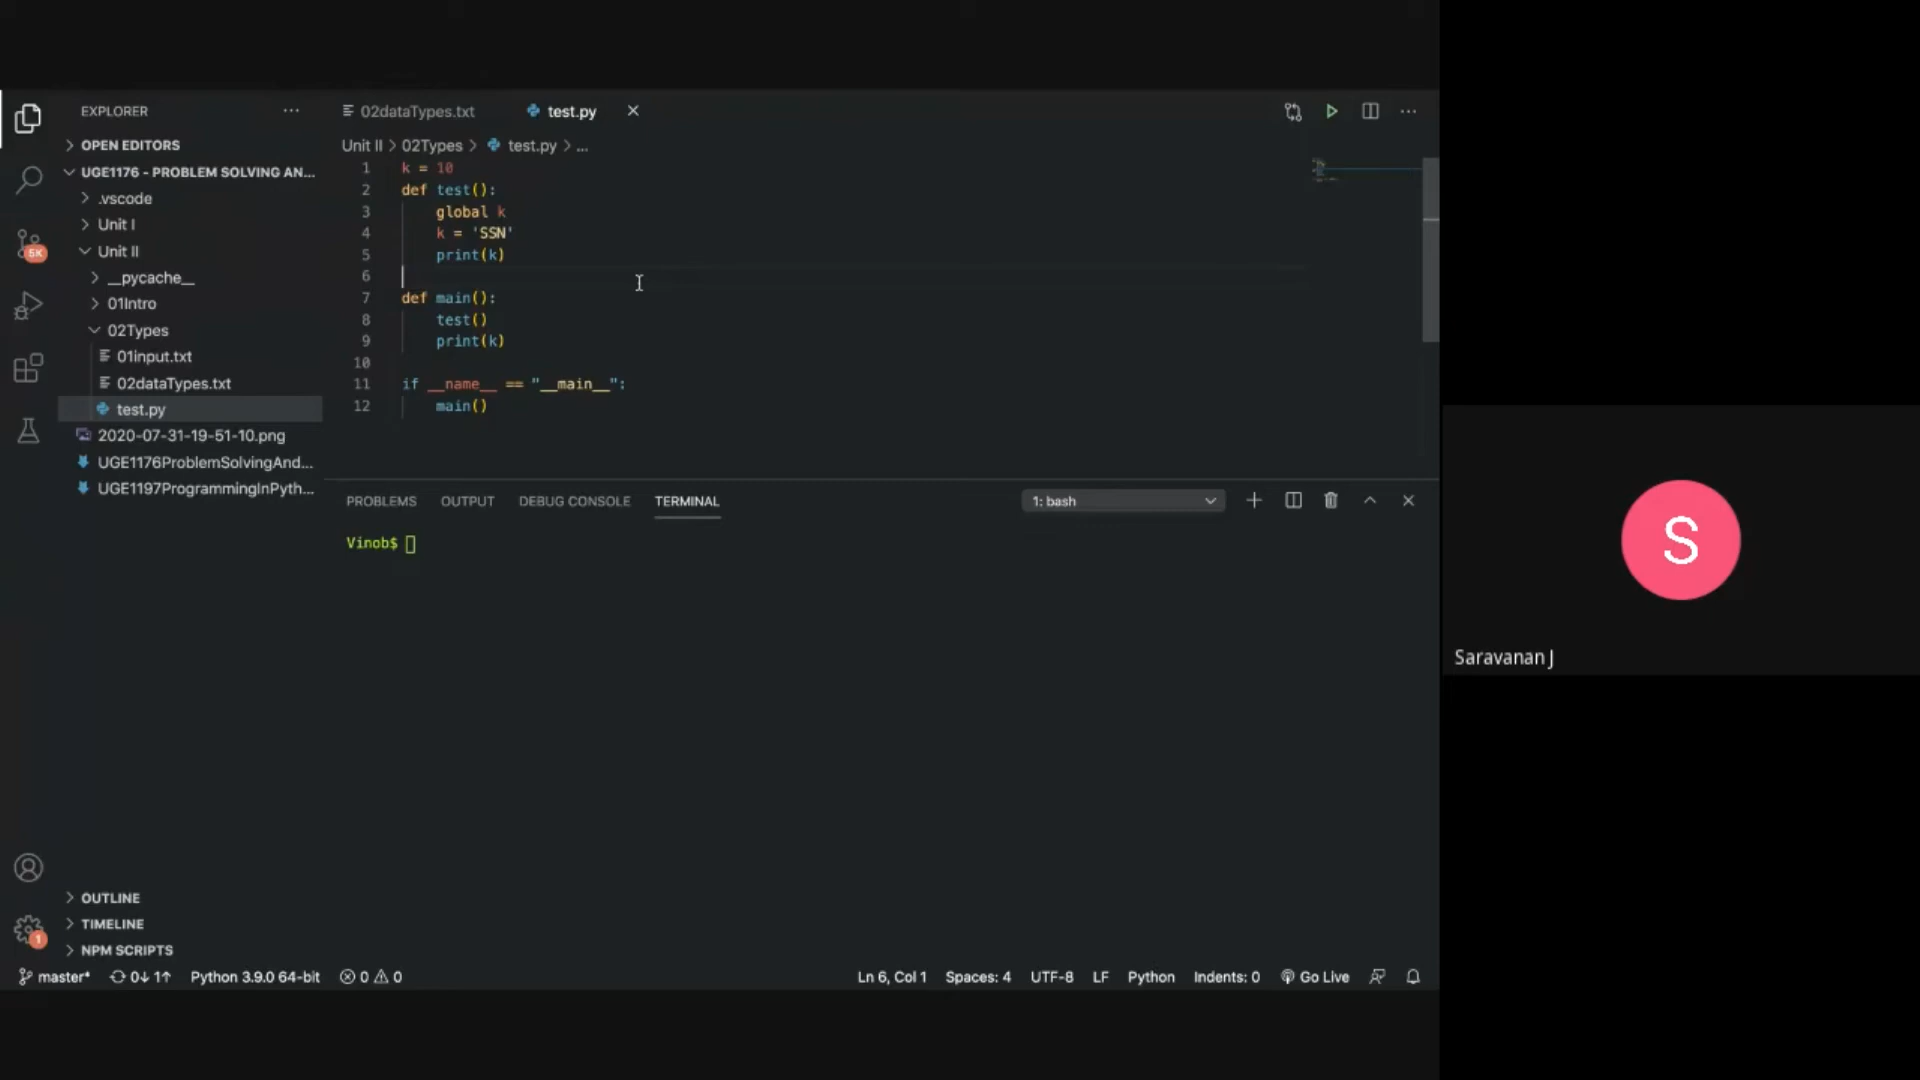 EXPLORER
···
OPEN EDITORS
UGE1176 - PROBLEM SOLVING AN...
.vscode
Unit I
Unit II
__pycache__
01Intro
02Types
01input.txt
02dataTypes.txt
test.py
2020-07-31-19-51-10.png
UGE1176ProblemSolvingAnd...
UGE1197ProgrammingInPyth...
OUTLINE
TIMELINE
NPM SCRIPTS
5K
1
02dataTypes.txt
test.py
Unit II > 02Types > test.py > ...
1 k = 10
2 def test():
3 global k
4 k = 'SSN'
5 print(k)
6
7 def main():
8 test()
9 print(k)
10
11 if __name__ == "__main__":
12 main()
PROBLEMS OUTPUT DEBUG CONSOLE TERMINAL
1: bash
Vinob$
master* 0↓ 1↑ Python 3.9.0 64-bit 0 0
Ln 6, Col 1 Spaces: 4 UTF-8 LF Python Indents: 0 Go Live
S
Saravanan J